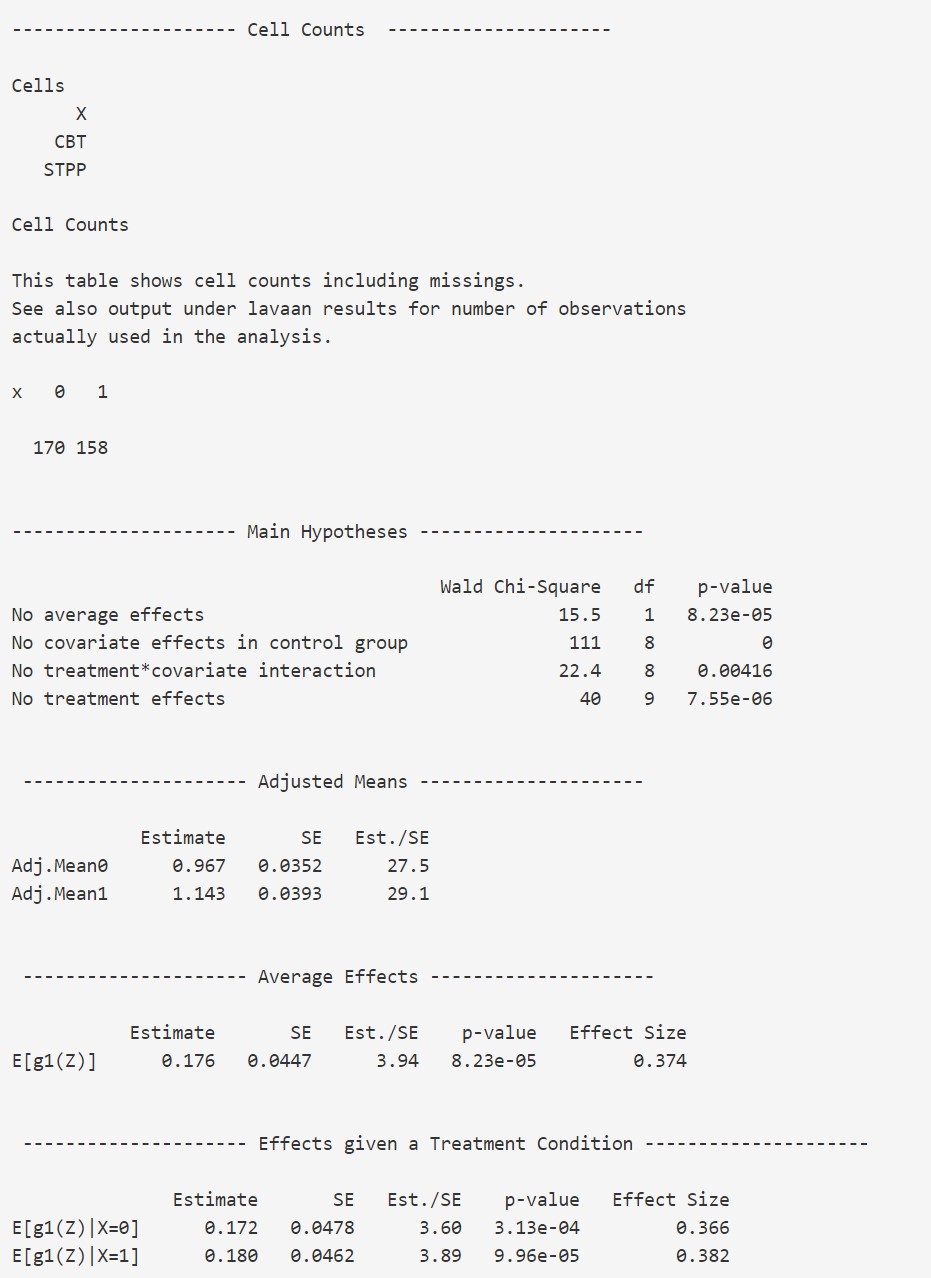 --------------------- Cell Counts  ---------------------
Cells
X
CBT
STPP
Cell Counts
This table shows cell counts including missings.
See also output under lavaan results for number of observations
actually used in the analysis.
x   0   1
170 158
--------------------- Main Hypotheses ---------------------
Wald Chi-Square   df    p-value
No average effects                                 15.5    1   8.23e-05
No covariate effects in control group               111    8          0
No treatment*covariate interaction                 22.4    8    0.00416
No treatment effects                                 40    9   7.55e-06
--------------------- Adjusted Means ---------------------
Estimate       SE   Est./SE
Adj.Mean0      0.967   0.0352      27.5
Adj.Mean1      1.143   0.0393      29.1
--------------------- Average Effects ---------------------
Estimate       SE   Est./SE    p-value   Effect Size
E[g1(Z)]      0.176   0.0447      3.94   8.23e-05         0.374
--------------------- Effects given a Treatment Condition ---------------------
Estimate       SE   Est./SE    p-value   Effect Size
E[g1(Z)|X=0]      0.172   0.0478      3.60   3.13e-04         0.366
E[g1(Z)|X=1]      0.180   0.0462      3.89   9.96e-05         0.382